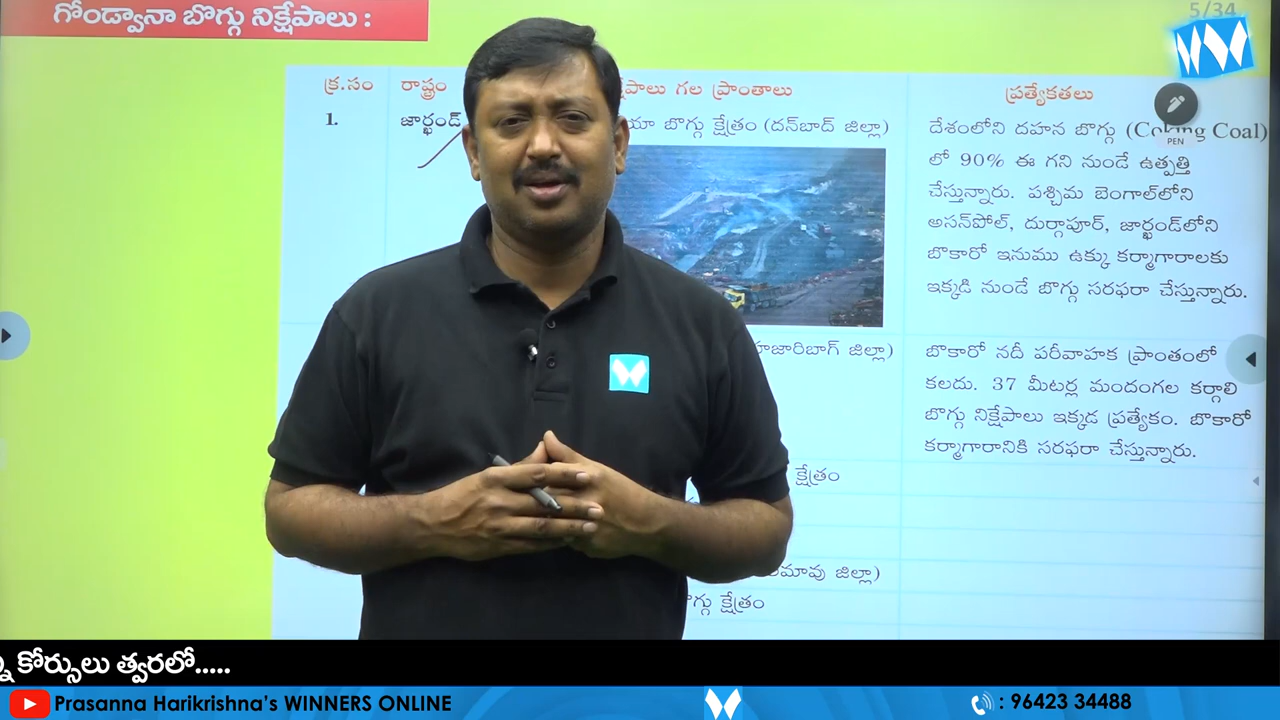 గోండ్వానా బొగ్గు నిక్షేపాలు :
5/34
క్ర.సం రాష్ట్రం గల ప్రాంతాలు ప్రత్యేకతలు
1. జార్ఖండ్ బొగ్గు క్షేత్రం (దన్‌బాద్ జిల్లా)
దేశంలోని దహన బొగ్గు (Coking Coal)
PEN
లో 90% ఈ గని నుండే ఉత్పత్తి
చేస్తున్నారు. పశ్చిమ బెంగాల్‌లోని
అసన్‌పోల్, దుర్గాపూర్, జార్ఖండ్‌లోని
బొకారో ఇనుము ఉక్కు కర్మాగారాలకు
ఇక్కడి నుండే బొగ్గు సరఫరా చేస్తున్నారు.
జిల్లా)
బొకారో నదీ పరీవాహక ప్రాంతంలో
కలదు. 37 మీటర్ల మందంగల కర్గాలి
బొగ్గు నిక్షేపాలు ఇక్కడ ప్రత్యేకం. బొకారో
కర్మాగారానికి సరఫరా చేస్తున్నారు.
క్షేత్రం
జిల్లా)
క్షేత్రం
కోర్సులు త్వరలో.....
Prasanna Harikrishna's WINNERS ONLINE
: 96423 34488